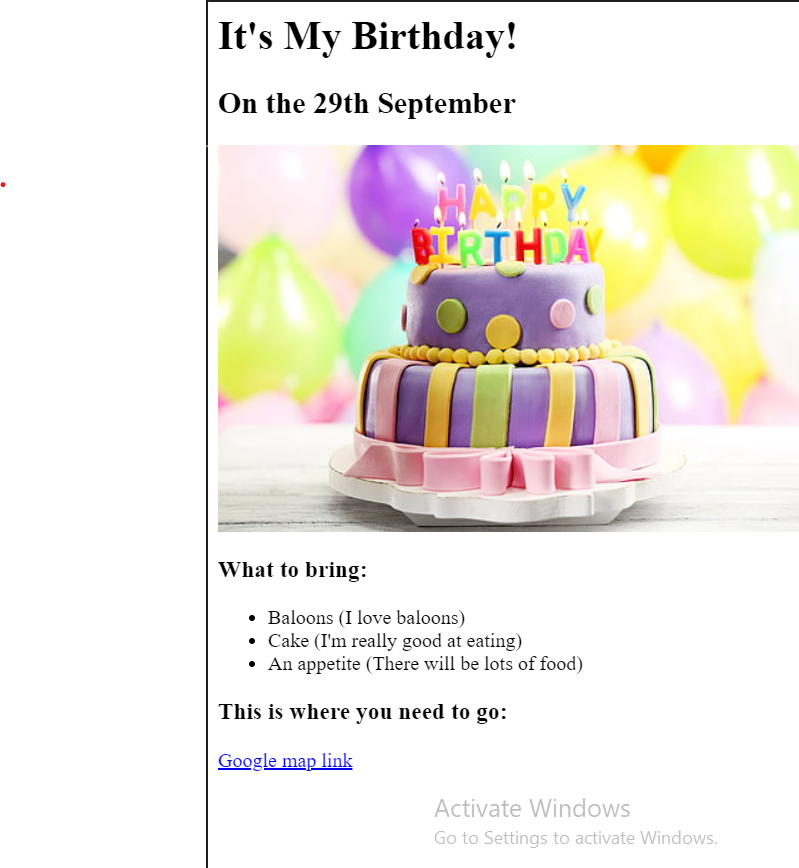 It's My Birthday!
On the 29th September
HAPPY
BIRTHDAY
What to bring:
Baloons (I love baloons)
Cake (I'm really good at eating)
An appetite (There will be lots of food)
This is where you need to go:
Google map link
Activate Windows
Go to Settings to activate Windows.